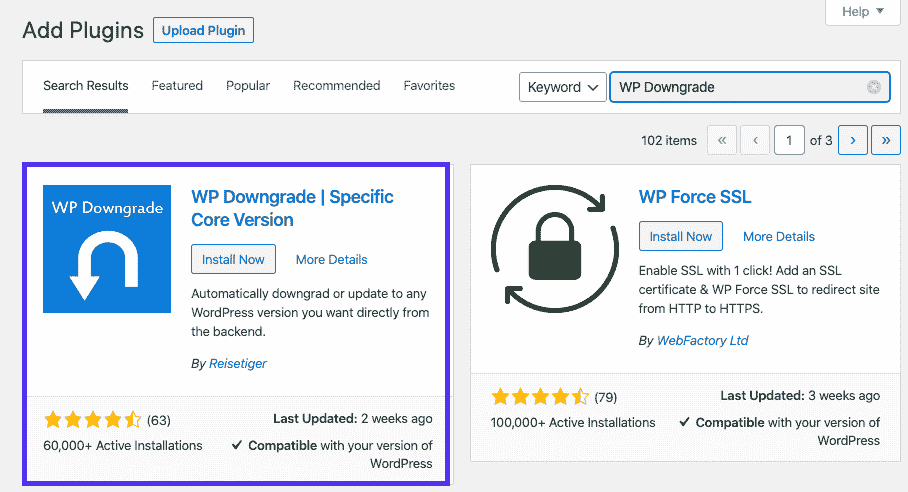 Help
Add Plugins Upload Plugin
Search Results Featured Popular Recommended Favorites Keyword WP Downgrade
102 items « ‹ 1 of 3 › »
WP Downgrade
WP Downgrade | Specific
Core Version
Install Now More Details
Automatically downgrad or update to any
WordPress version you want directly from
the backend.
By Reisetiger
(63)
60,000+ Active Installations
Last Updated: 2 weeks ago
Compatible with your version of
WordPress
WP Force SSL
Install Now More Details
Enable SSL with 1 click! Add an SSL
certificate & WP Force SSL to redirect site
from HTTP to HTTPS.
By WebFactory Ltd
(79)
100,000+ Active Installations
Last Updated: 3 weeks ago
Compatible with your version of
WordPress